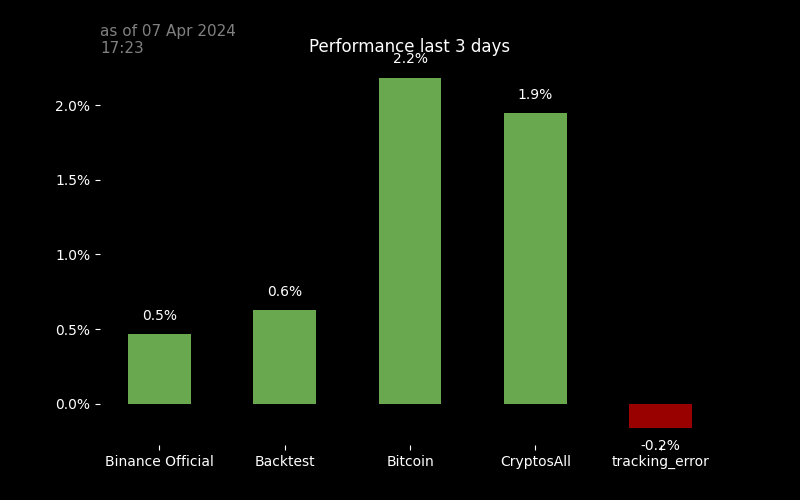 as of 07 Apr 2024
17:23
Performance last 3 days
2.2%
1.9%
0.6%
0.5%
-0.2%
2.0%
1.5%
1.0%
0.5%
0.0%
Binance Official
Backtest
Bitcoin
CryptosAll
tracking_error